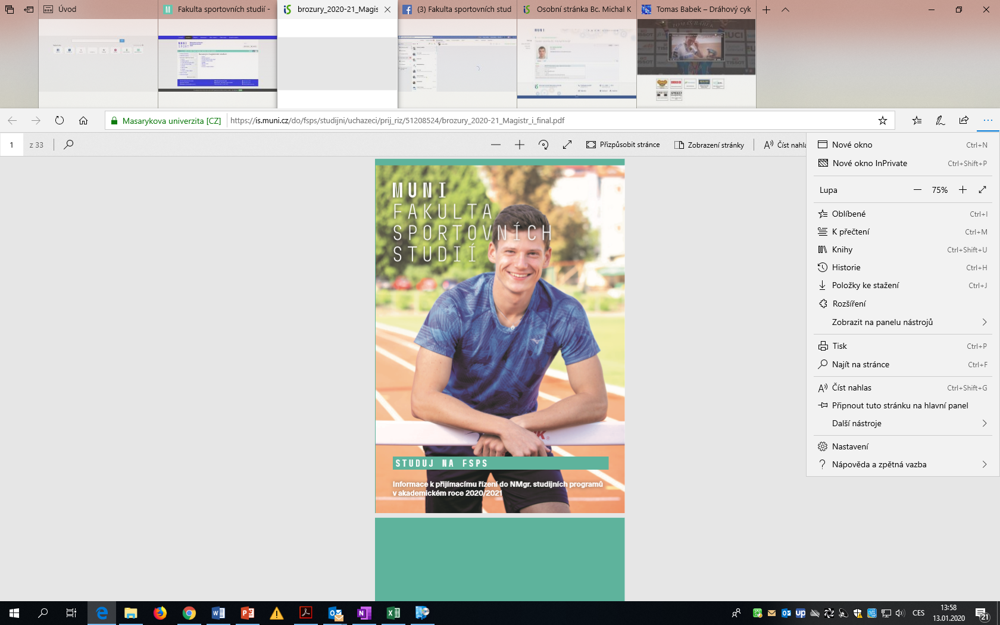 Úvod
Fakulta sportovních studií -
brozury_2020-21_Magis
(3) Fakulta sportovních stud
Osobní stránka Bc. Michal K
Tomas Babek – Dráhový cyk
MUNI
SPORT
MUNI
TISSOT
Masarykova univerzita [CZ]
https://is.muni.cz/do/fsps/studijni/uchazeci/prij_riz/51208524/brozury_2020-21_Magistr_i_final.pdf
1 z 33
Přizpůsobit stránce
Zobrazení stránky
Číst nahla
Nové okno Ctrl+N
Nové okno InPrivate Ctrl+Shift+P
Lupa 75%
Oblíbené Ctrl+I
K přečtení Ctrl+M
Knihy Ctrl+Shift+U
Historie Ctrl+H
Položky ke stažení Ctrl+J
Rozšíření
Zobrazit na panelu nástrojů
Tisk Ctrl+P
Najít na stránce Ctrl+F
Číst nahlas Ctrl+Shift+G
Připnout tuto stránku na hlavní panel
Další nástroje
Nastavení
Nápověda a zpětná vazba
MUNI
FAKULTA
SPORTOVNÍCH
STUDIÍ
STUDUJ NA FSPS
Informace k přijímacímu řízení do NMgr. studijních programů
v akademickém roce 2020/2021
CES
13:58
13.01.2020
21